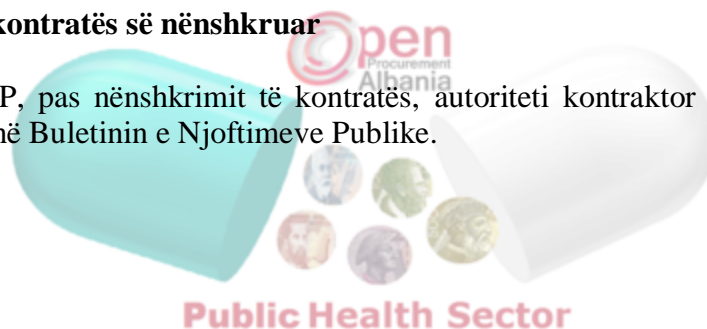 kontratës së nënshkruar
Open
Procurement
Albania
P, pas nënshkrimit të kontratës, autoriteti kontraktor
në Buletinin e Njoftimeve Publike.
Public Health Sector